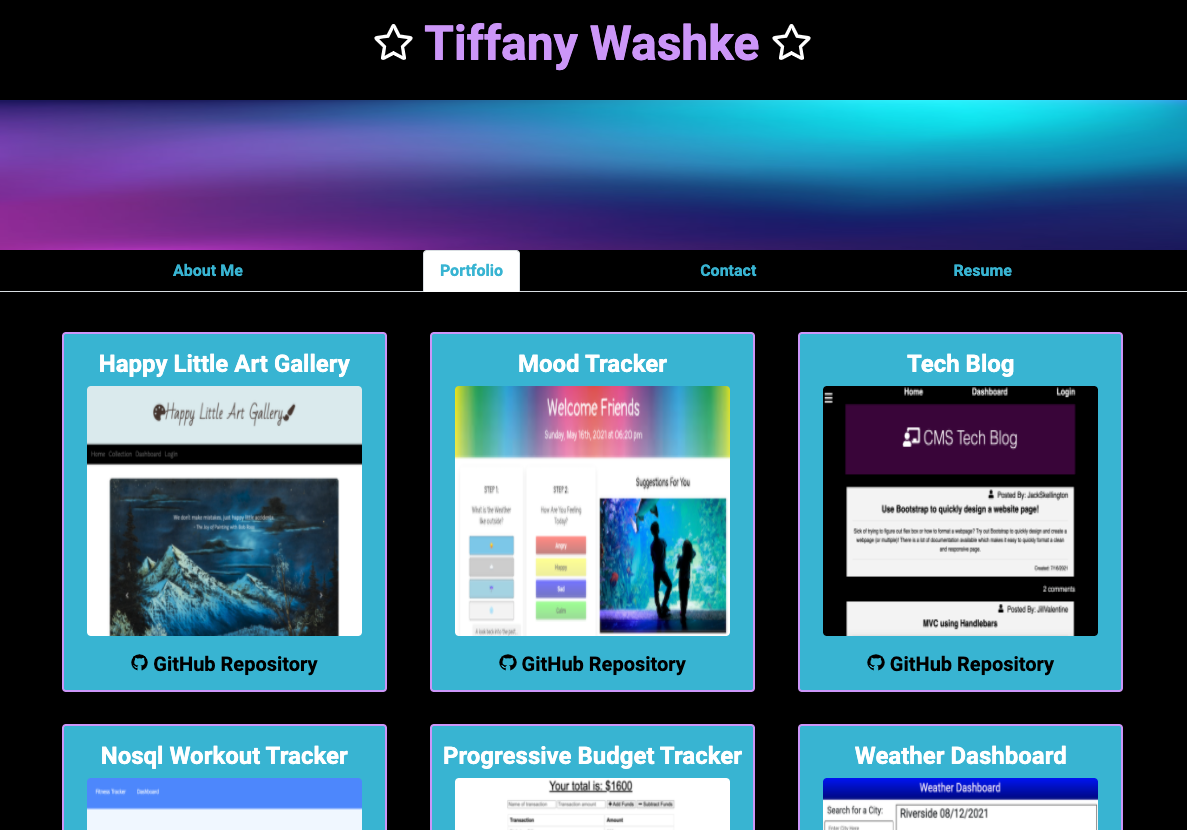 Tiffany Washke
About Me
Portfolio
Contact
Resume
Happy Little Art Gallery
Happy Little Art Gallery
Home Collection Dashboard Login
We don't make mistakes, just happy little accidents.
- The Joy of Painting with Bob Ross
GitHub Repository
Mood Tracker
Welcome Friends
Sunday, May 16th, 2021 at 06:20 pm
STEP 1:
What is the Weather
like outside?
STEP 2:
How Are You Feeling
Today?
Angry
Happy
Sad
Calm
A look back into the past.
Suggestions For You
GitHub Repository
Tech Blog
Home Dashboard Login
CMS Tech Blog
Posted By: JackSkellington
Use Bootstrap to quickly design a website page!
Sick of trying to figure out flex box or how to format a webpage? Try out Bootstrap to quickly design and create a
webpage (or multiple)! There is a lot of documentation available which makes it easy to quickly format a clean
and responsive page.
Created: 7/16/2021
2 comments
Posted By: JillValentine
MVC using Handlebars
GitHub Repository
Nosql Workout Tracker
Fitness Tracker Dashboard
Progressive Budget Tracker
Your total is: $1600
Name of transaction Transaction amount Add Funds Subtract Funds
Transaction Amount
Weather Dashboard
Weather Dashboard
Search for a City:
Enter City Here
Riverside 08/12/2021